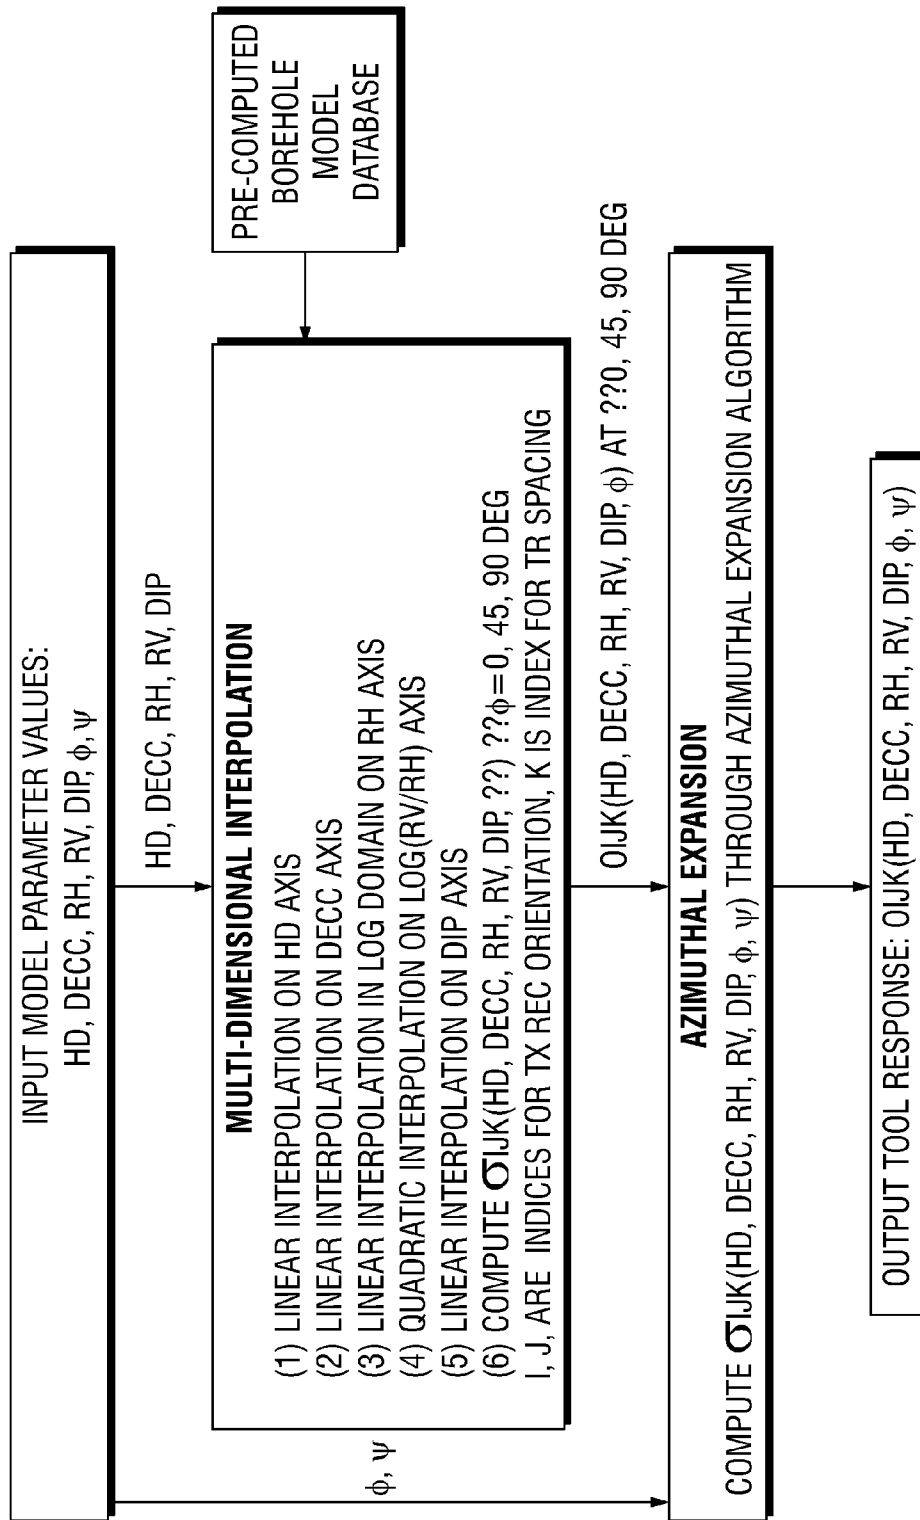 INPUT MODEL PARAMETER VALUES:
HD, DECC, RH, RV, DIP, ϕ, ψ
HD, DECC, RH, RV, DIP
PRE-COMPUTED
BOREHOLE
MODEL
DATABASE
MULTI-DIMENSIONAL INTERPOLATION
(1) LINEAR INTERPOLATION ON HD AXIS
(2) LINEAR INTERPOLATION ON DECC AXIS
(3) LINEAR INTERPOLATION IN LOG DOMAIN ON RH AXIS
(4) QUADRATIC INTERPOLATION ON LOG(RV/RH) AXIS
(5) LINEAR INTERPOLATION ON DIP AXIS
(6) COMPUTE σIJK(HD, DECC, RH, RV, DIP, ??) ??ϕ=0, 45, 90 DEG
I, J, ARE INDICES FOR TX REC ORIENTATION, K IS INDEX FOR TR SPACING
ϕ, ψ
OIJK(HD, DECC, RH, RV, DIP, ϕ) AT ??0, 45, 90 DEG
AZIMUTHAL EXPANSION
COMPUTE σIJK(HD, DECC, RH, RV, DIP, ϕ, ψ) THROUGH AZIMUTHAL EXPANSION ALGORITHM
OUTPUT TOOL RESPONSE: OIJK(HD, DECC, RH, RV, DIP, ϕ, ψ)